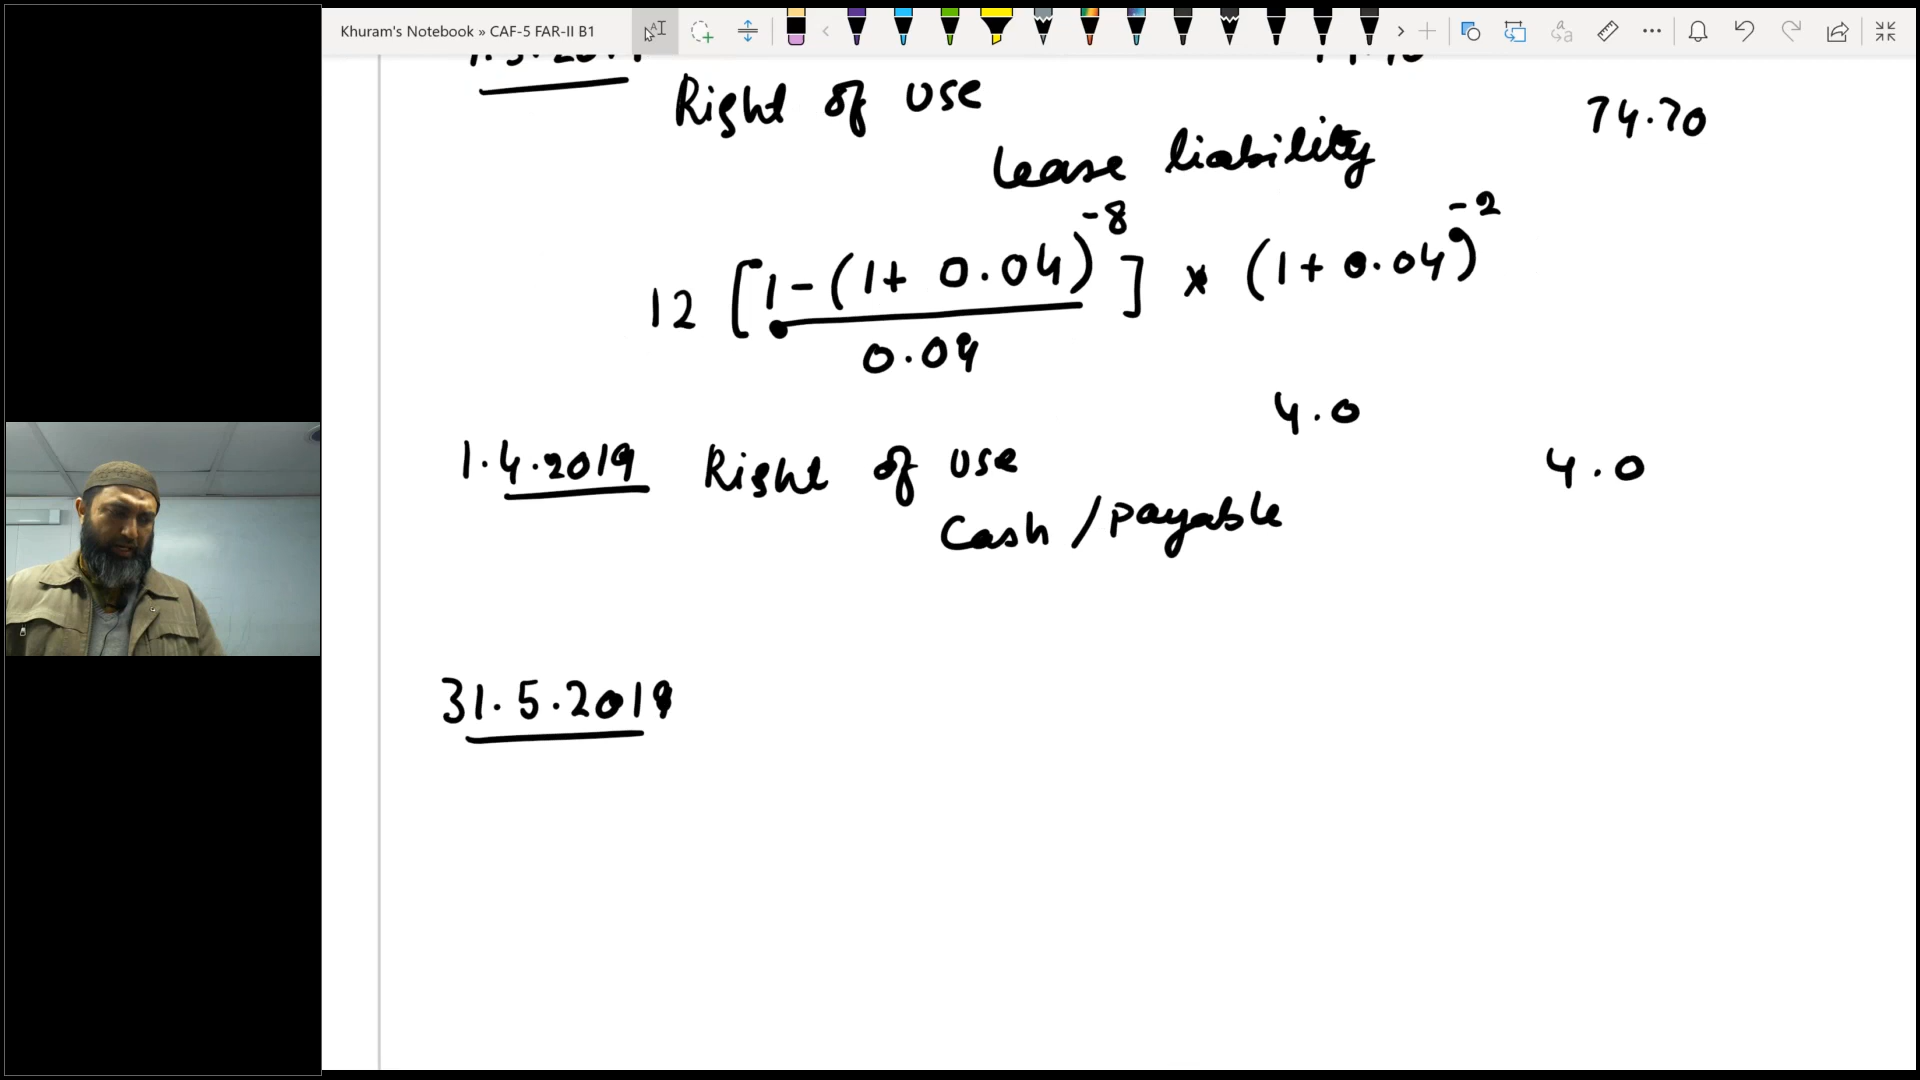 Khuram's Notebook » CAF-5 FAR-II B1
Right of use
74.70
lease liability
12 [1-(1+ 0.04)-8] * (1+ 0.04)-2
0.04
4.0
1.4.2019 Right of use
4.0
Cash / payable
31.5.2019